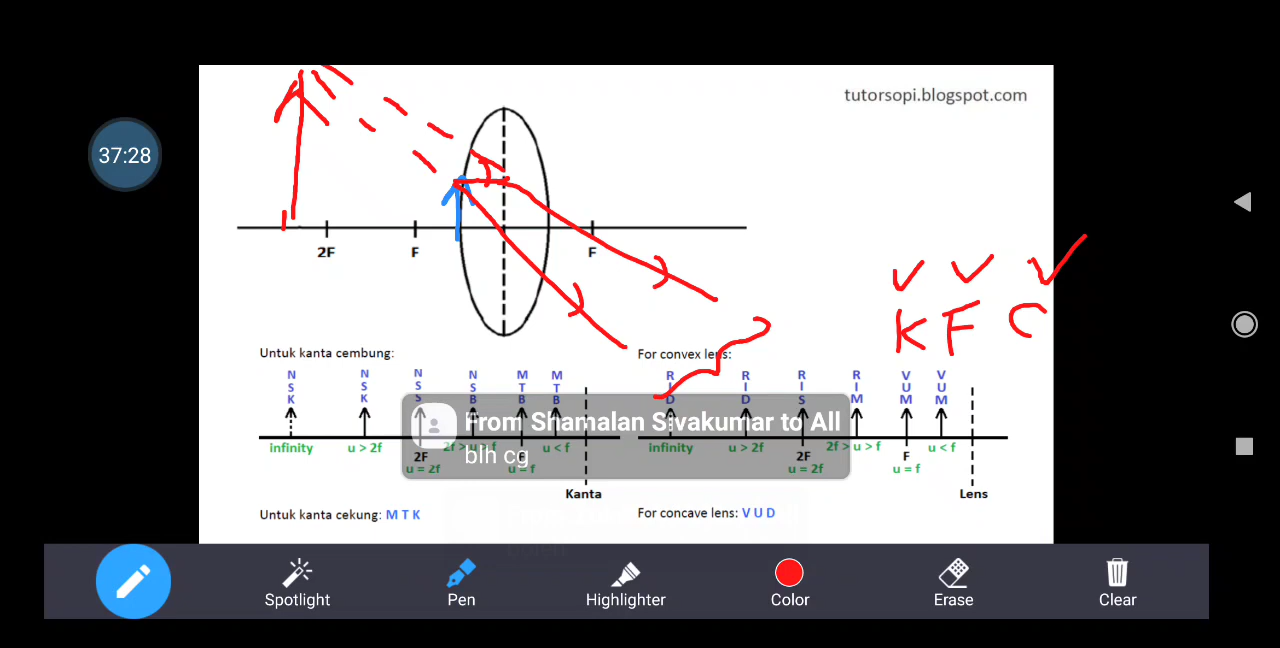 tutorsopi.blogspot.com
37:28
2F
F
F
K F C
Untuk kanta cembung:
For convex lens:
N S K
N S K
N S S
N S B
M T B
M T B
R I D
R I D
R I S
R I M
V U M
V U M
From Shamalan Sivakumar to All
blh cg
infinity
u > 2f
2F
u = 2f
2f > u > f
F
u = f
u < f
infinity
u > 2f
2F
u = 2f
2f > u > f
F
u = f
u < f
Kanta
Lens
Untuk kanta cekung: M T K
For concave lens: V U D
Spotlight
Pen
Highlighter
Color
Erase
Clear